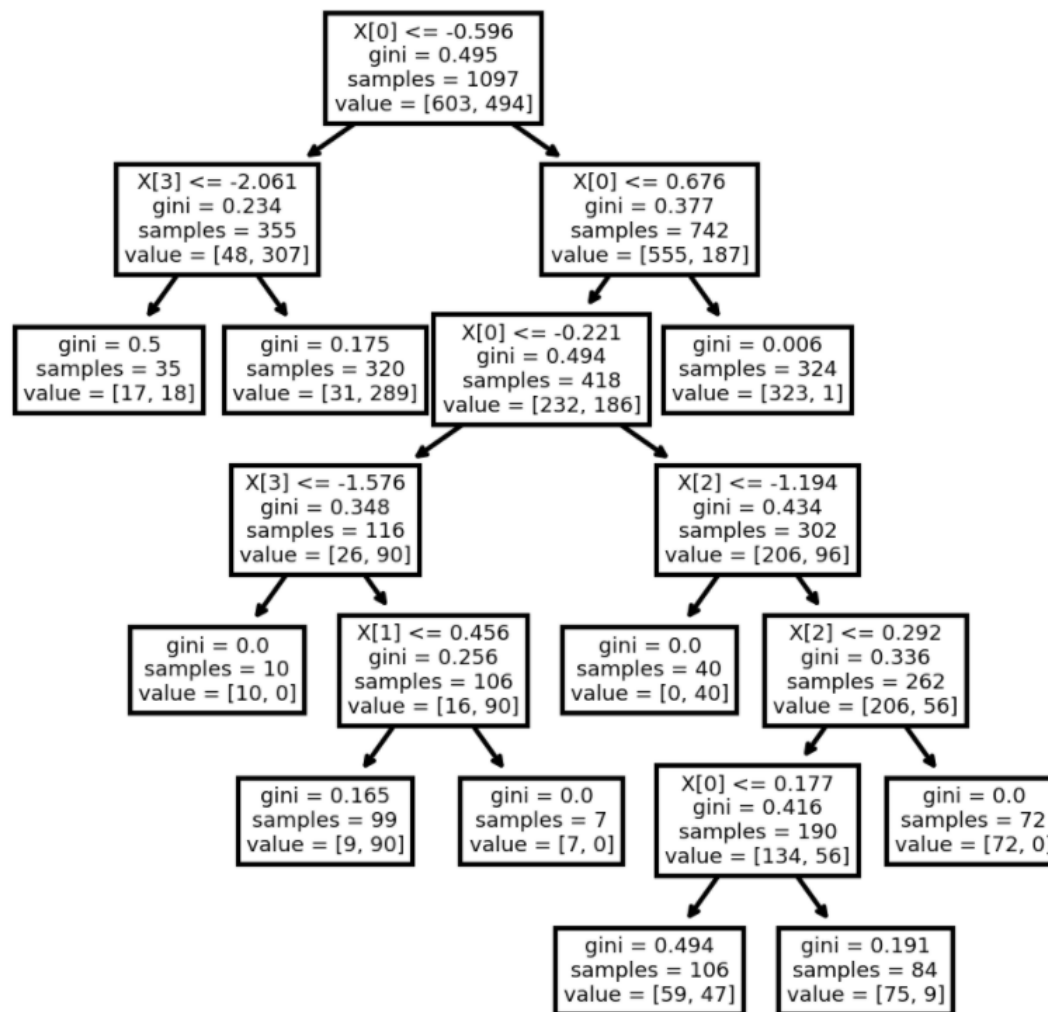 X[0] <= -0.596
gini = 0.495
samples = 1097
value = [603, 494]
X[3] <= -2.061
gini = 0.234
samples = 355
value = [48, 307]
X[0] <= 0.676
gini = 0.377
samples = 742
value = [555, 187]
gini = 0.5
samples = 35
value = [17, 18]
gini = 0.175
samples = 320
value = [31, 289]
X[0] <= -0.221
gini = 0.494
samples = 418
value = [232, 186]
gini = 0.006
samples = 324
value = [323, 1]
X[3] <= -1.576
gini = 0.348
samples = 116
value = [26, 90]
X[2] <= -1.194
gini = 0.434
samples = 302
value = [206, 96]
gini = 0.0
samples = 10
value = [10, 0]
X[1] <= 0.456
gini = 0.256
samples = 106
value = [16, 90]
gini = 0.0
samples = 40
value = [0, 40]
X[2] <= 0.292
gini = 0.336
samples = 262
value = [206, 56]
gini = 0.165
samples = 99
value = [9, 90]
gini = 0.0
samples = 7
value = [7, 0]
X[0] <= 0.177
gini = 0.416
samples = 190
value = [134, 56]
gini = 0.0
samples = 72
value = [72, 0]
gini = 0.494
samples = 106
value = [59, 47]
gini = 0.191
samples = 84
value = [75, 9]